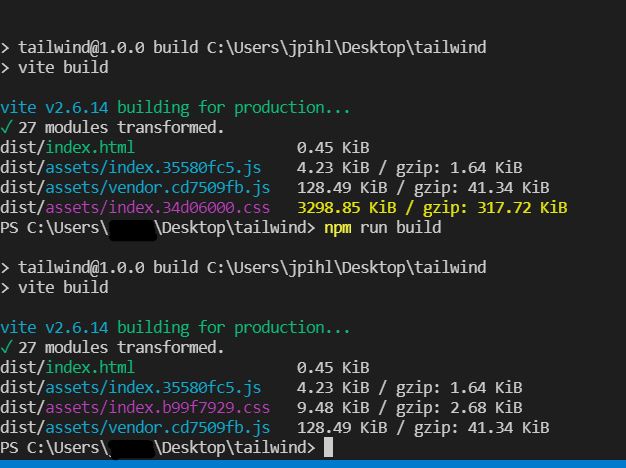 > tailwind@1.0.0 build C:\Users\jpihl\Desktop\tailwind
> vite build
vite v2.6.14 building for production...
✓ 27 modules transformed.
dist/index.html 0.45 KiB
dist/assets/index.35580fc5.js 4.23 KiB / gzip: 1.64 KiB
dist/assets/vendor.cd7509fb.js 128.49 KiB / gzip: 41.34 KiB
dist/assets/index.34d06000.css 3298.85 KiB / gzip: 317.72 KiB
PS C:\Users\ \Desktop\tailwind> npm run build
> tailwind@1.0.0 build C:\Users\jpihl\Desktop\tailwind
> vite build
vite v2.6.14 building for production...
✓ 27 modules transformed.
dist/index.html 0.45 KiB
dist/assets/index.35580fc5.js 4.23 KiB / gzip: 1.64 KiB
dist/assets/index.b99f7929.css 9.48 KiB / gzip: 2.68 KiB
dist/assets/vendor.cd7509fb.js 128.49 KiB / gzip: 41.34 KiB
PS C:\Users\ \Desktop\tailwind>